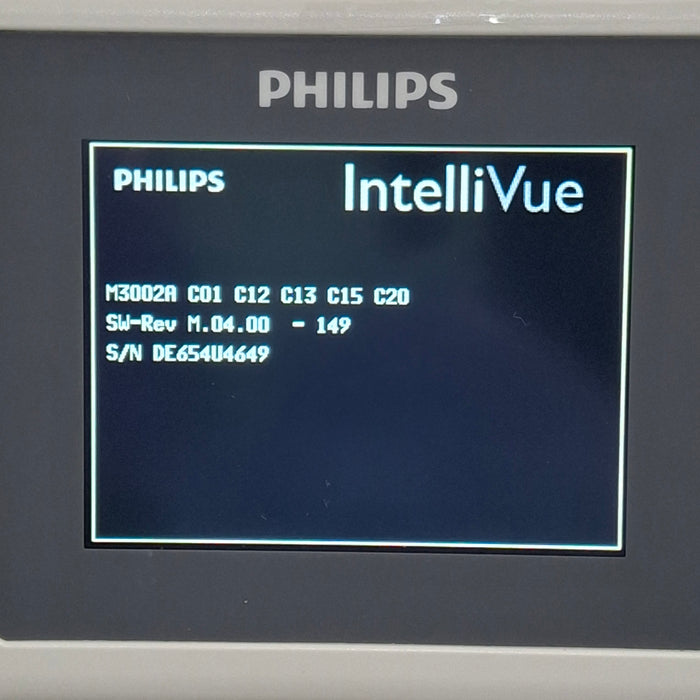 PHILIPS
PHILIPS IntelliVue
M3002A C01 C12 C13 C15 C20
SW-Rev M.04.00 - 149
S/N DE654U4649